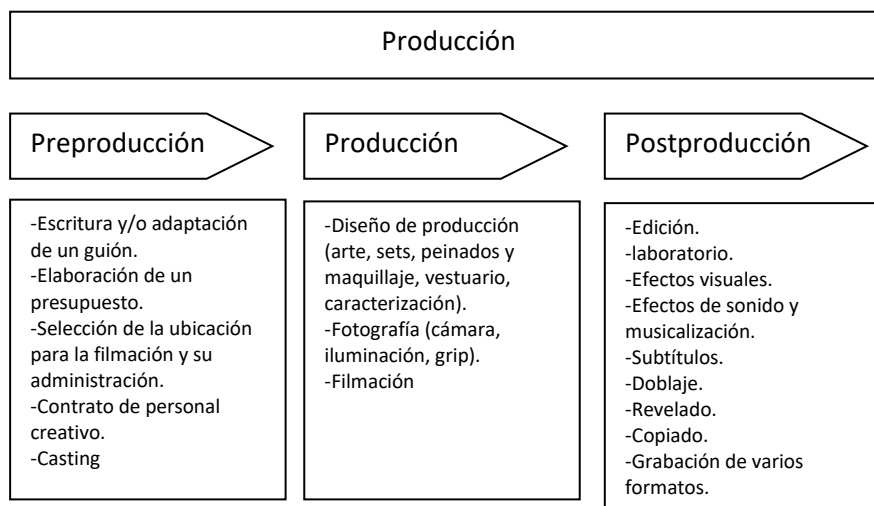 Producción
Preproducción
Producción
Postproducción
-Escritura y/o adaptación
de un guión.
-Elaboración de un
presupuesto.
-Selección de la ubicación
para la filmación y su
administración.
-Contrato de personal
creativo.
-Casting
-Diseño de producción
(arte, sets, peinados y
maquillaje, vestuario,
caracterización).
-Fotografía (cámara,
iluminación, grip).
-Filmación
-Edición.
-laboratorio.
-Efectos visuales.
-Efectos de sonido y
musicalización.
-Subtítulos.
-Doblaje.
-Revelado.
-Copiado.
-Grabación de varios
formatos.